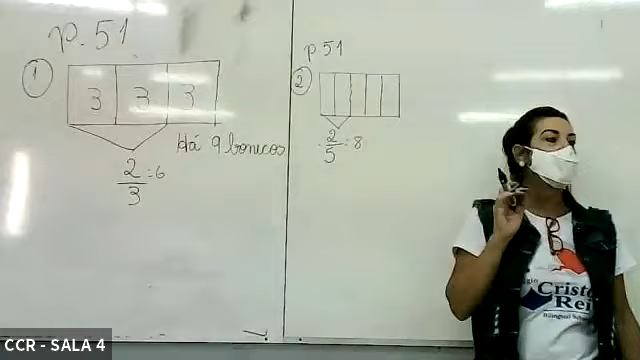 p. 51
1
3 3 3
2/3 = 6
Há 9 bonecos
p. 51
2
2/5 = 8
Cristo
Rei
CCR - SALA 4